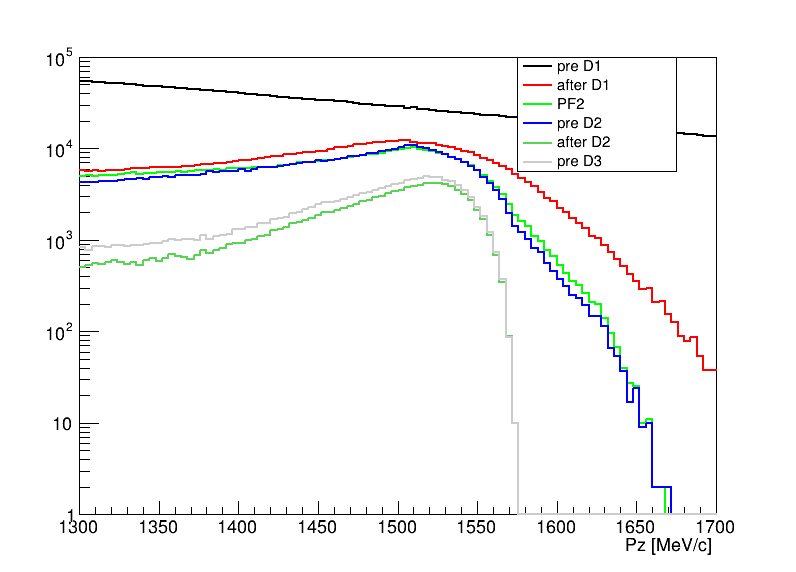 10^5
10^4
10^3
10^2
10
1
pre D1
after D1
PF2
pre D2
after D2
pre D3
1300 1350 1400 1450 1500 1550 1600 1650 1700
Pz [MeV/c]